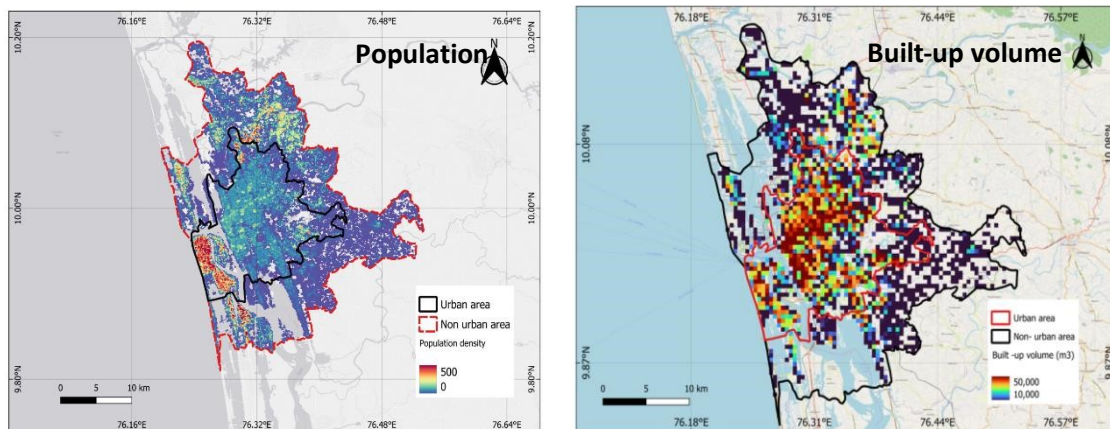 76.16°E 76.32°E 76.48°E 76.64°E
Population
N
10.20°N
10.20°N
10.00°N
10.00°N
9.80°N
9.80°N
Urban area
Non urban area
Population density
500
0
0 5 10 km
76.16°E 76.32°E 76.48°E 76.64°E
76.18°E 76.31°E 76.44°E 76.57°E
Built-up volume
N
10.08°N
10.08°N
9.87°N
9.87°N
Urban area
Non- urban area
Built -up volume (m3)
50,000
10,000
0 5 10 km
76.18°E 76.31°E 76.44°E 76.57°E